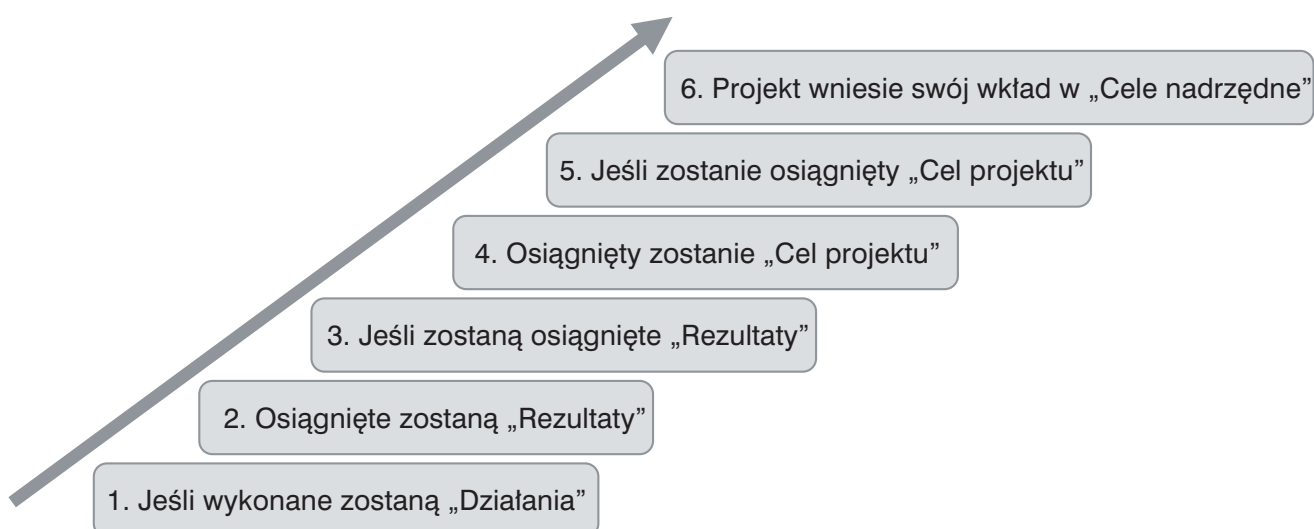 6. Projekt wniesie swój wkład w „Cele nadrzędne”
5. Jeśli zostanie osiągnięty „Cel projektu”
4. Osiągnięty zostanie „Cel projektu”
3. Jeśli zostaną osiągnięte „Rezultaty”
2. Osiągnięte zostaną „Rezultaty”
1. Jeśli wykonane zostaną „Działania”